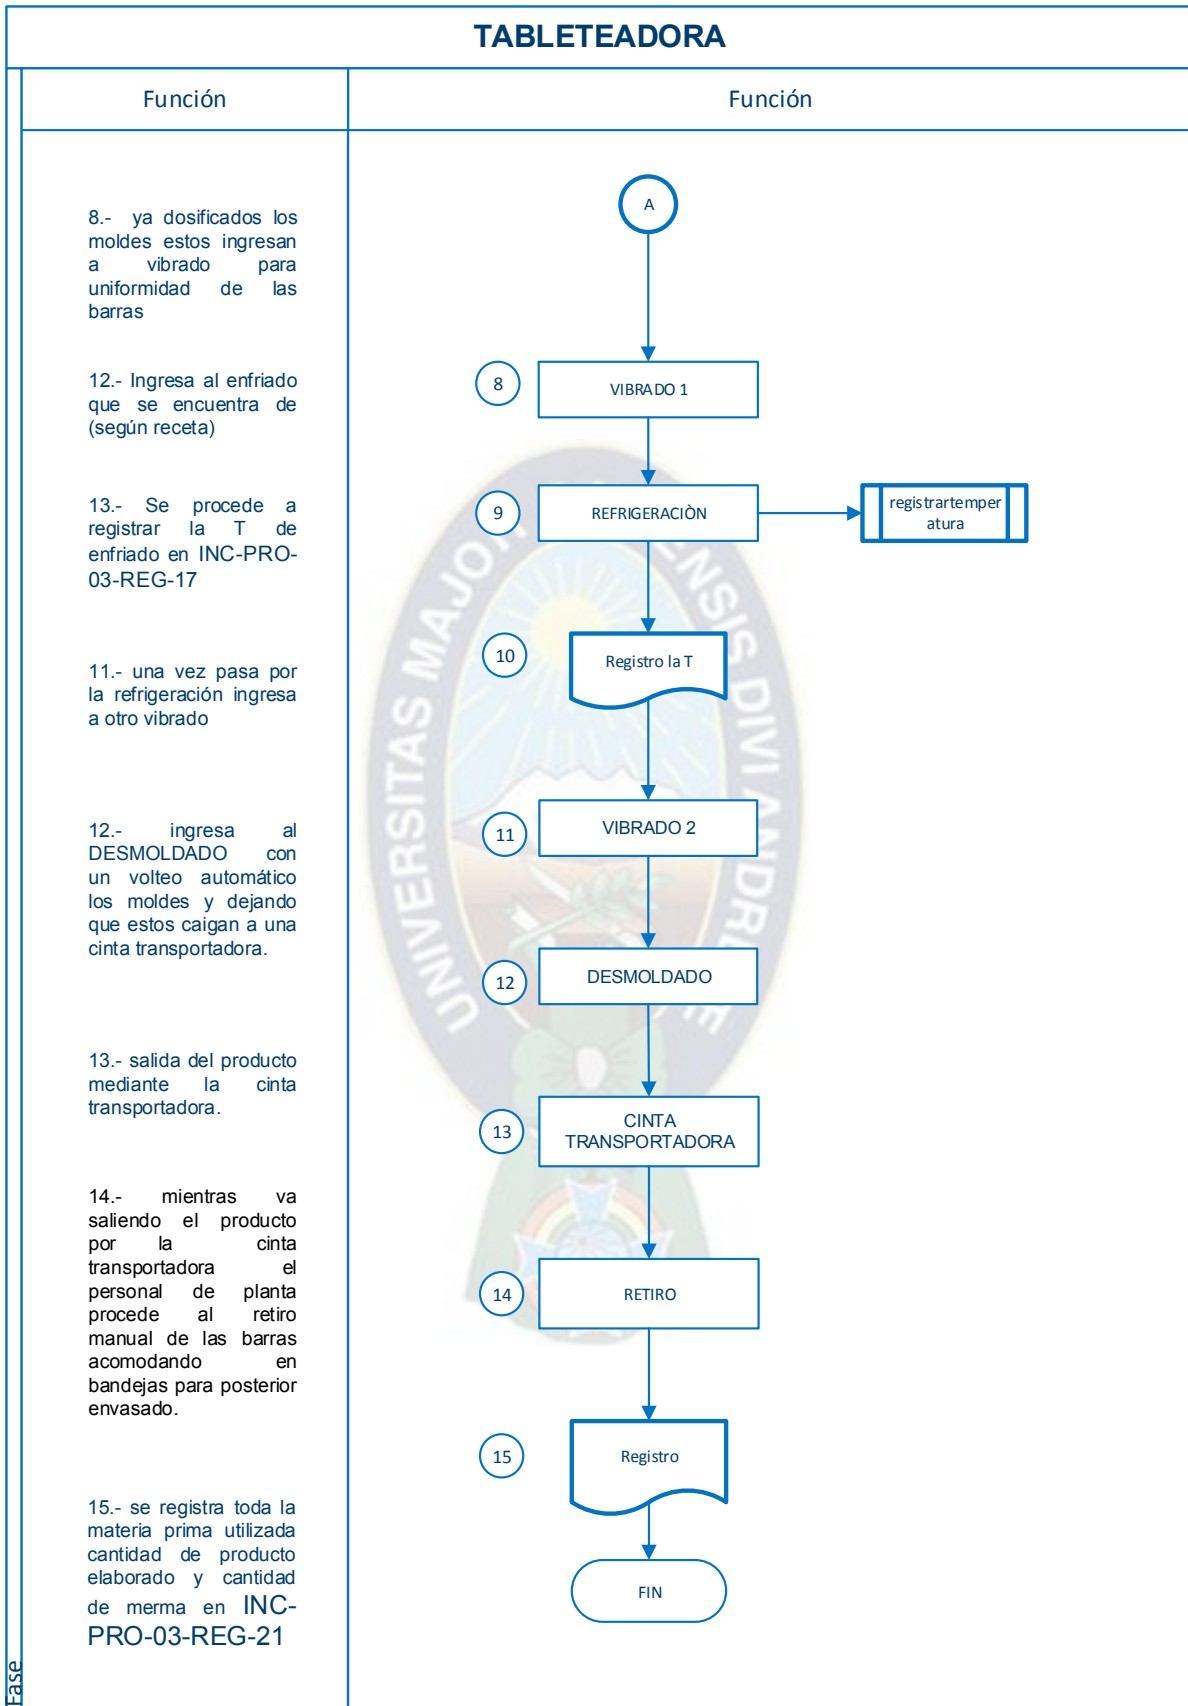 TABLETEADORA
Función
Función
8.- ya dosificados los
moldes estos ingresan
a vibrado para
uniformidad de las
barras
12.- Ingresa al enfriado
que se encuentra de
(según receta)
13.- Se procede a
registrar la T de
enfriado en INC-PRO-
03-REG-17
11.- una vez pasa por
la refrigeración ingresa
a otro vibrado
12.- ingresa al
DESMOLDADO con
un volteo automático
los moldes y dejando
que estos caigan a una
cinta transportadora.
13.- salida del producto
mediante la cinta
transportadora.
14.- mientras va
saliendo el producto
por la cinta
transportadora el
personal de planta
procede al retiro
manual de las barras
acomodando en
bandejas para posterior
envasado.
15.- se registra toda la
materia prima utilizada
cantidad de producto
elaborado y cantidad
de merma en INC-
PRO-03-REG-21
Fase
A
8
VIBRADO 1
9
REFRIGERACIÒN
registrartemper
atura
10
Registro la T
11
VIBRADO 2
12
DESMOLDADO
13
CINTA
TRANSPORTADORA
14
RETIRO
15
Registro
FIN